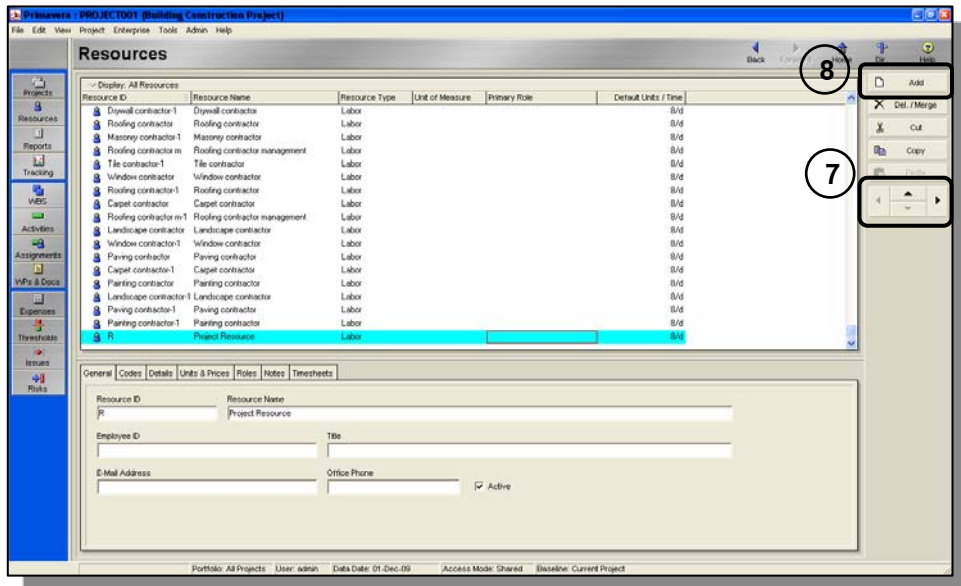 Primavera : PROJECT001 (Building Construction Project)
File Edit View Project Enterprise Tools Admin Help
Resources
Back Forward Home Dir Help
8
7
Add
Del. / Merge
Cut
Copy
Paste
Projects
Resources
Reports
Tracking
WBS
Activities
Assignments
WPs & Docs
Expenses
Thresholds
Issues
Risks
Display: All Resources
Resource ID Resource Name Resource Type Unit of Measure Primary Role Default Units / Time
Drywall contractor-1 Drywall contractor Labor 8/d
Roofing contractor Roofing contractor Labor 8/d
Masonry contractor-1 Masonry contractor Labor 8/d
Roofing contractor m Roofing contractor management Labor 8/d
Tile contractor-1 Tile contractor Labor 8/d
Window contractor Window contractor Labor 8/d
Roofing contractor-1 Roofing contractor Labor 8/d
Carpet contractor Carpet contractor Labor 8/d
Roofing contractor m-1 Roofing contractor management Labor 8/d
Landscape contractor Landscape contractor Labor 8/d
Window contractor-1 Window contractor Labor 8/d
Paving contractor Paving contractor Labor 8/d
Carpet contractor-1 Carpet contractor Labor 8/d
Painting contractor Painting contractor Labor 8/d
Landscape contractor-1 Landscape contractor Labor 8/d
Paving contractor-1 Paving contractor Labor 8/d
Painting contractor-1 Painting contractor Labor 8/d
R Project Resource Labor 8/d
General Codes Details Units & Prices Roles Notes Timesheets
Resource ID Resource Name
R Project Resource
Employee ID Title
E-Mail Address Office Phone
Active
Portfolio: All Projects User: admin Data Date: 01-Dec-09 Access Mode: Shared Baseline: Current Project